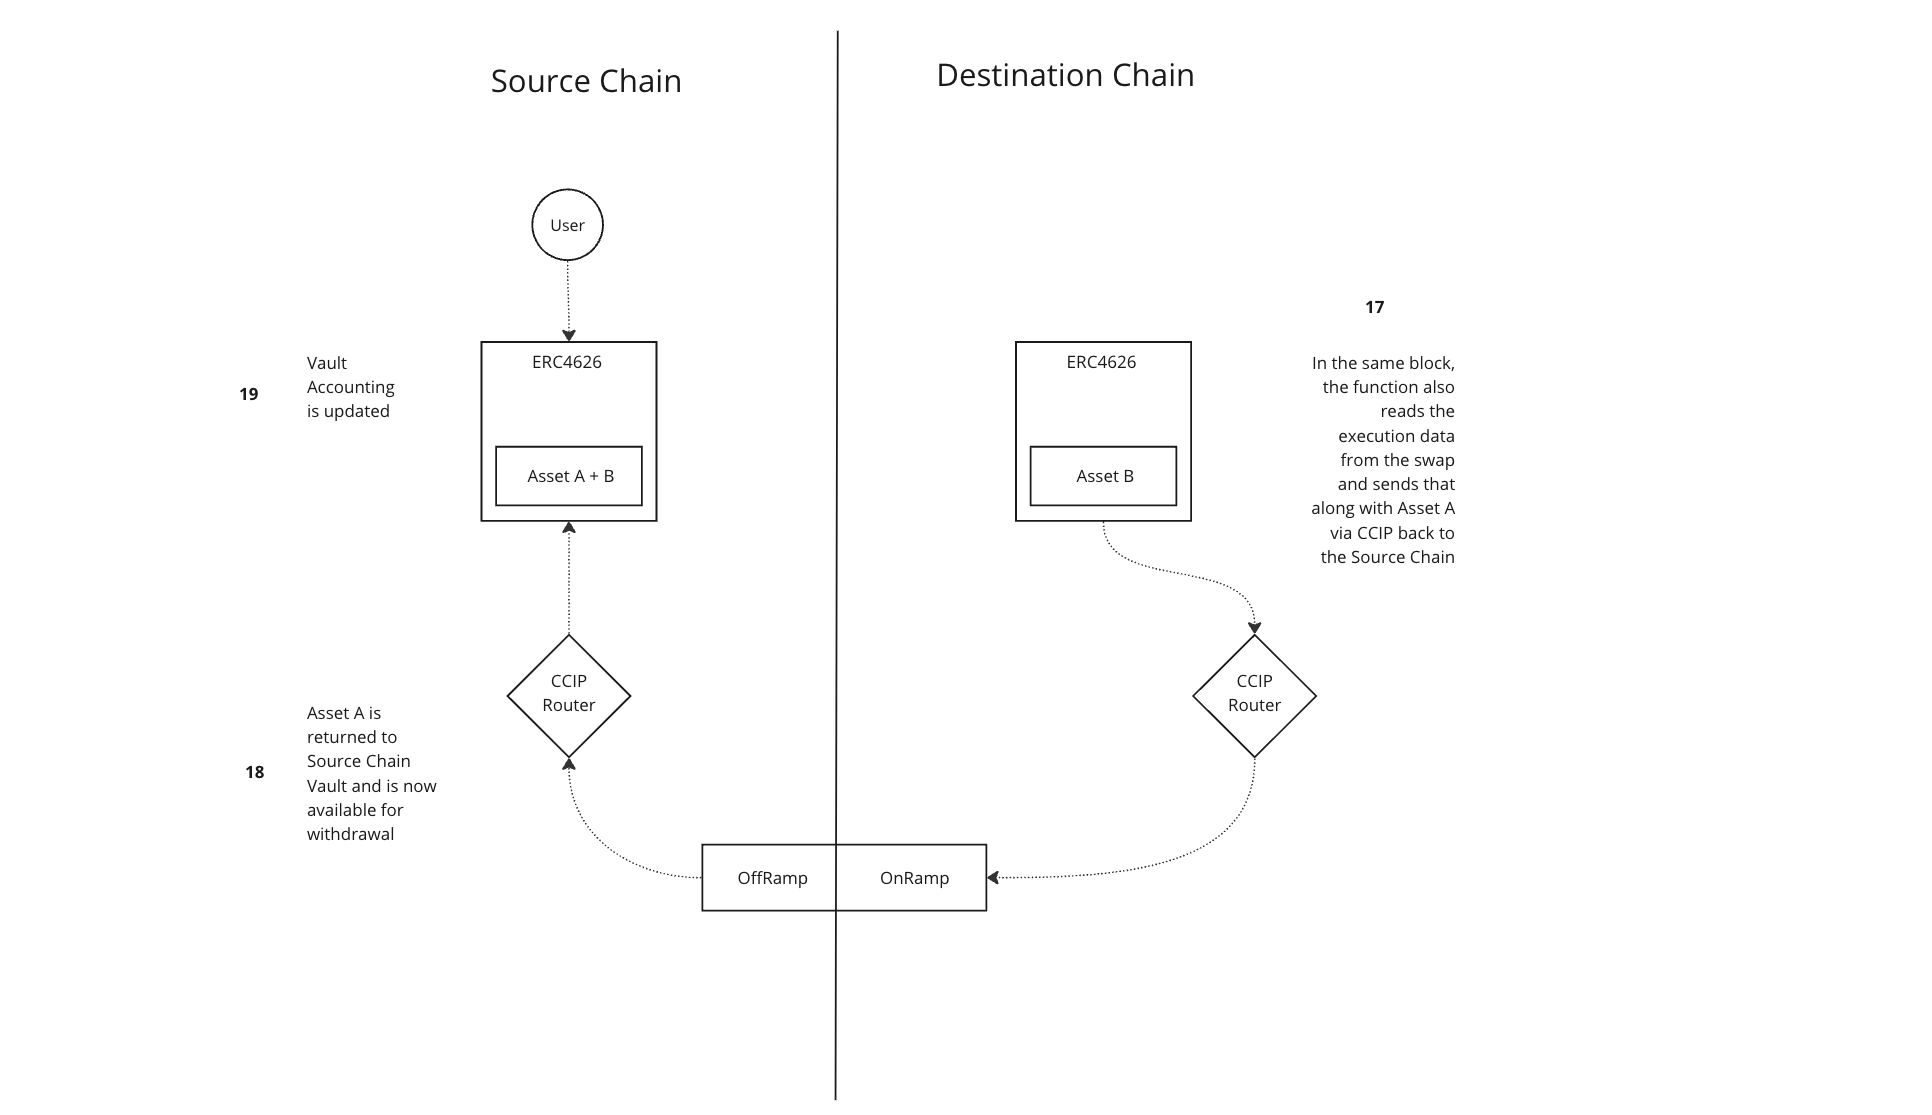 Source Chain
Destination Chain
User
17
19
Vault
Accounting
is updated
ERC4626
Asset A + B
ERC4626
Asset B
In the same block,
the function also
reads the
execution data
from the swap
and sends that
along with Asset A
via CCIP back to
the Source Chain
CCIP
Router
CCIP
Router
18
Asset A is
returned to
Source Chain
Vault and is now
available for
withdrawal
OffRamp
OnRamp